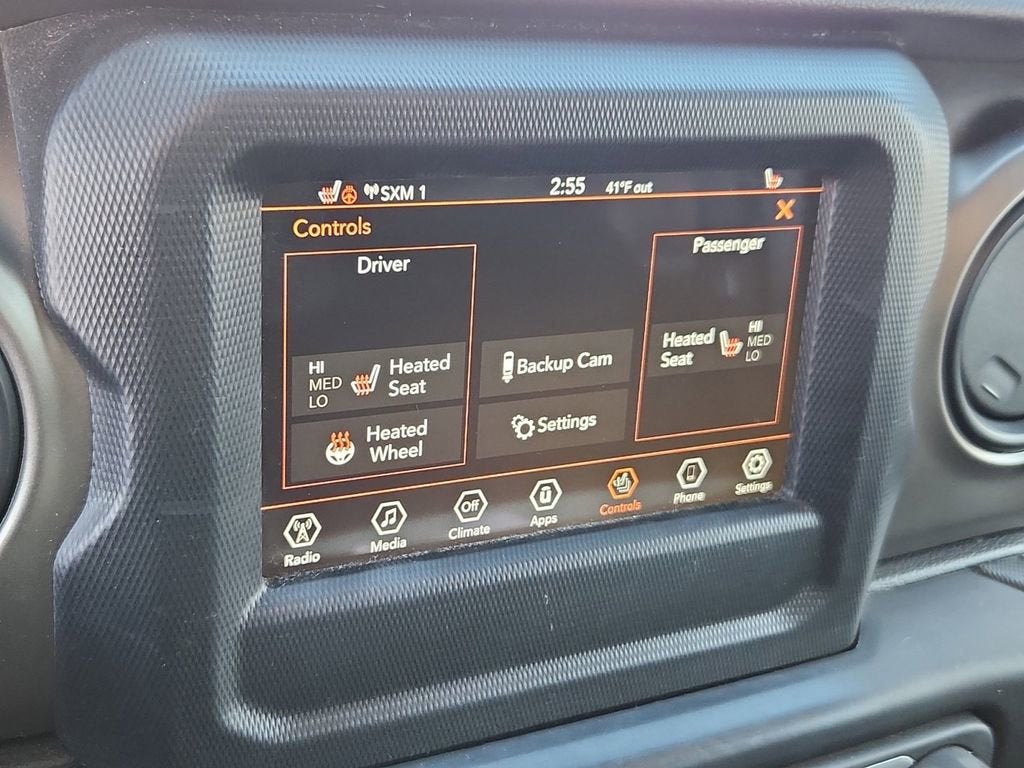 SXM 1
2:55
41°F out
Controls
X
Driver
Passenger
HI
MED
LO
Heated
Seat
Backup Cam
Heated
Seat
HI
MED
LO
Heated
Wheel
Settings
Radio
Media
Off
Climate
Apps
Controls
Phone
Settings